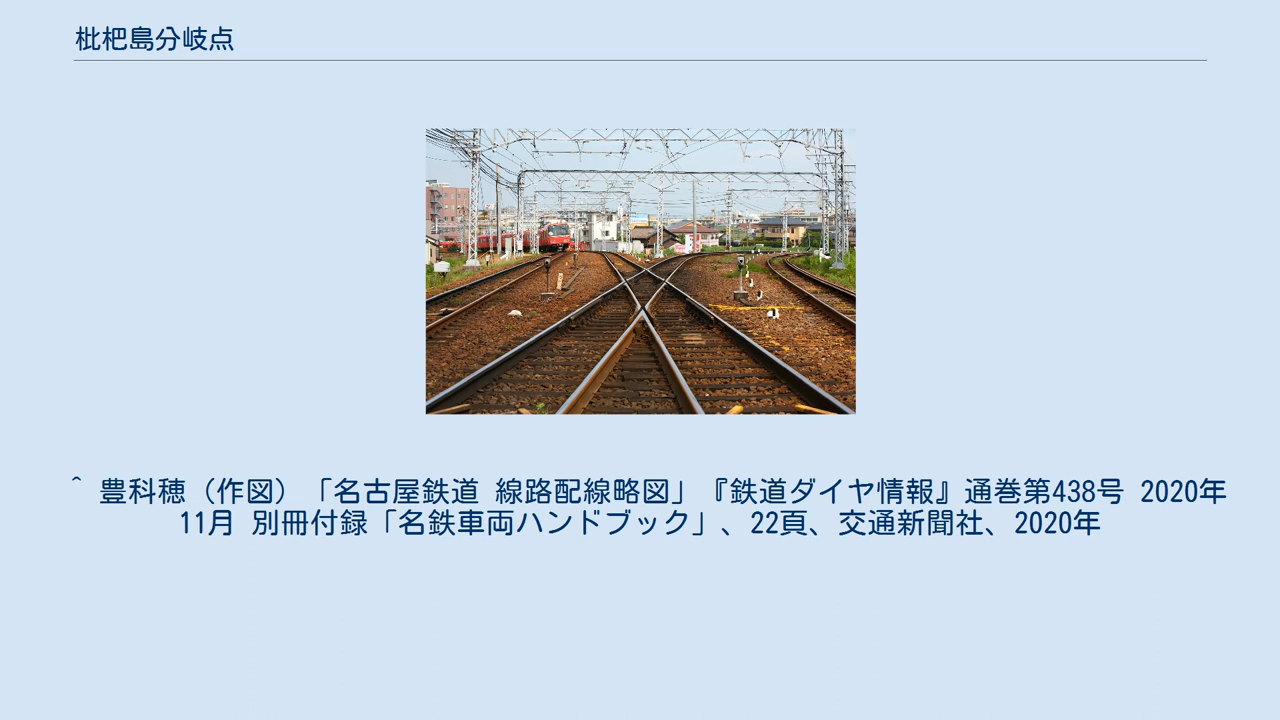 枇杷島分岐点
^ 豊科穂（作図）「名古屋鉄道 線路配線略図」『鉄道ダイヤ情報』通巻第438号 2020年
11月 別冊付録「名鉄車両ハンドブック」、22頁、交通新聞社、2020年